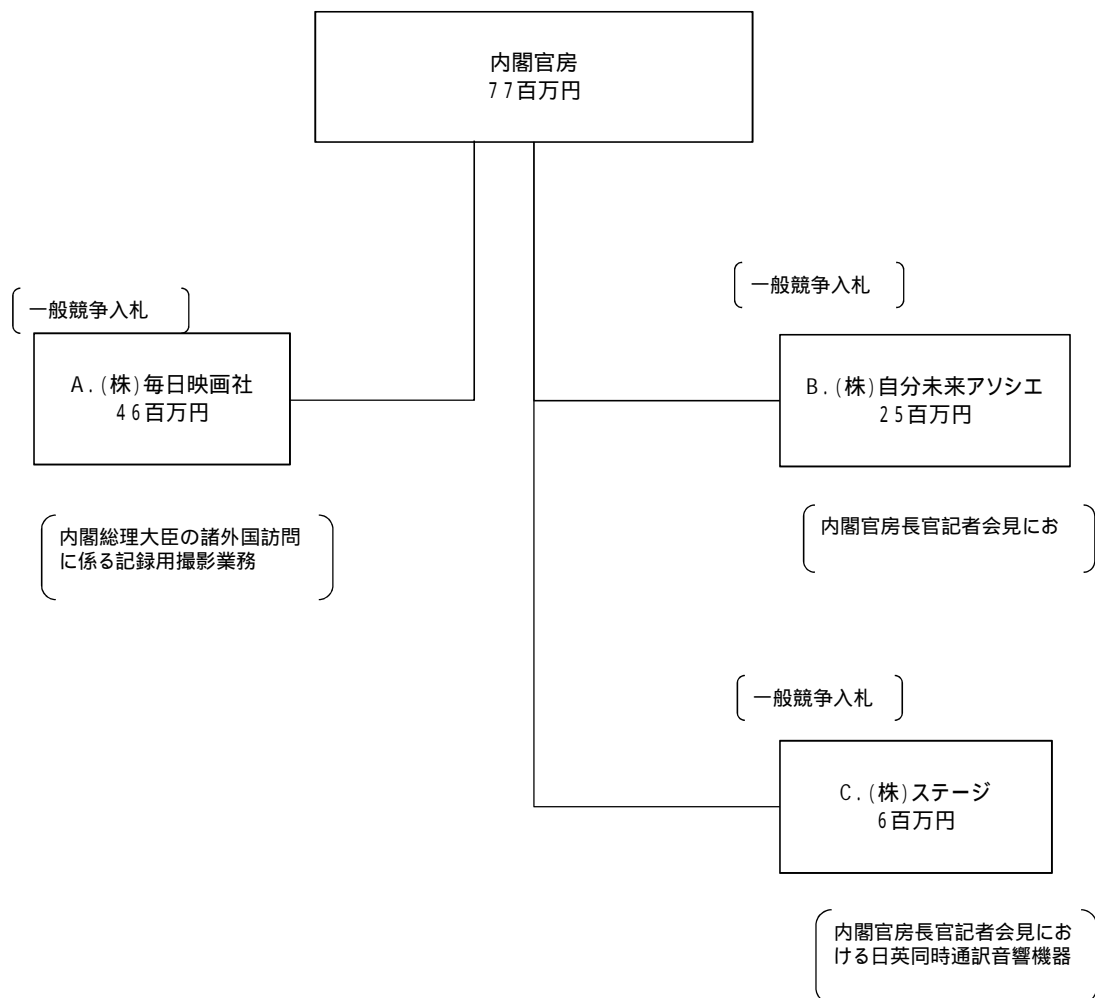 内閣官房
77百万円
一般競争入札
A.(株)毎日映画社
46百万円
内閣総理大臣の諸外国訪問
に係る記録用撮影業務
一般競争入札
B.(株)自分未来アソシエ
25百万円
内閣官房長官記者会見にお
一般競争入札
C.(株)ステージ
6百万円
内閣官房長官記者会見にお
ける日英同時通訳音響機器